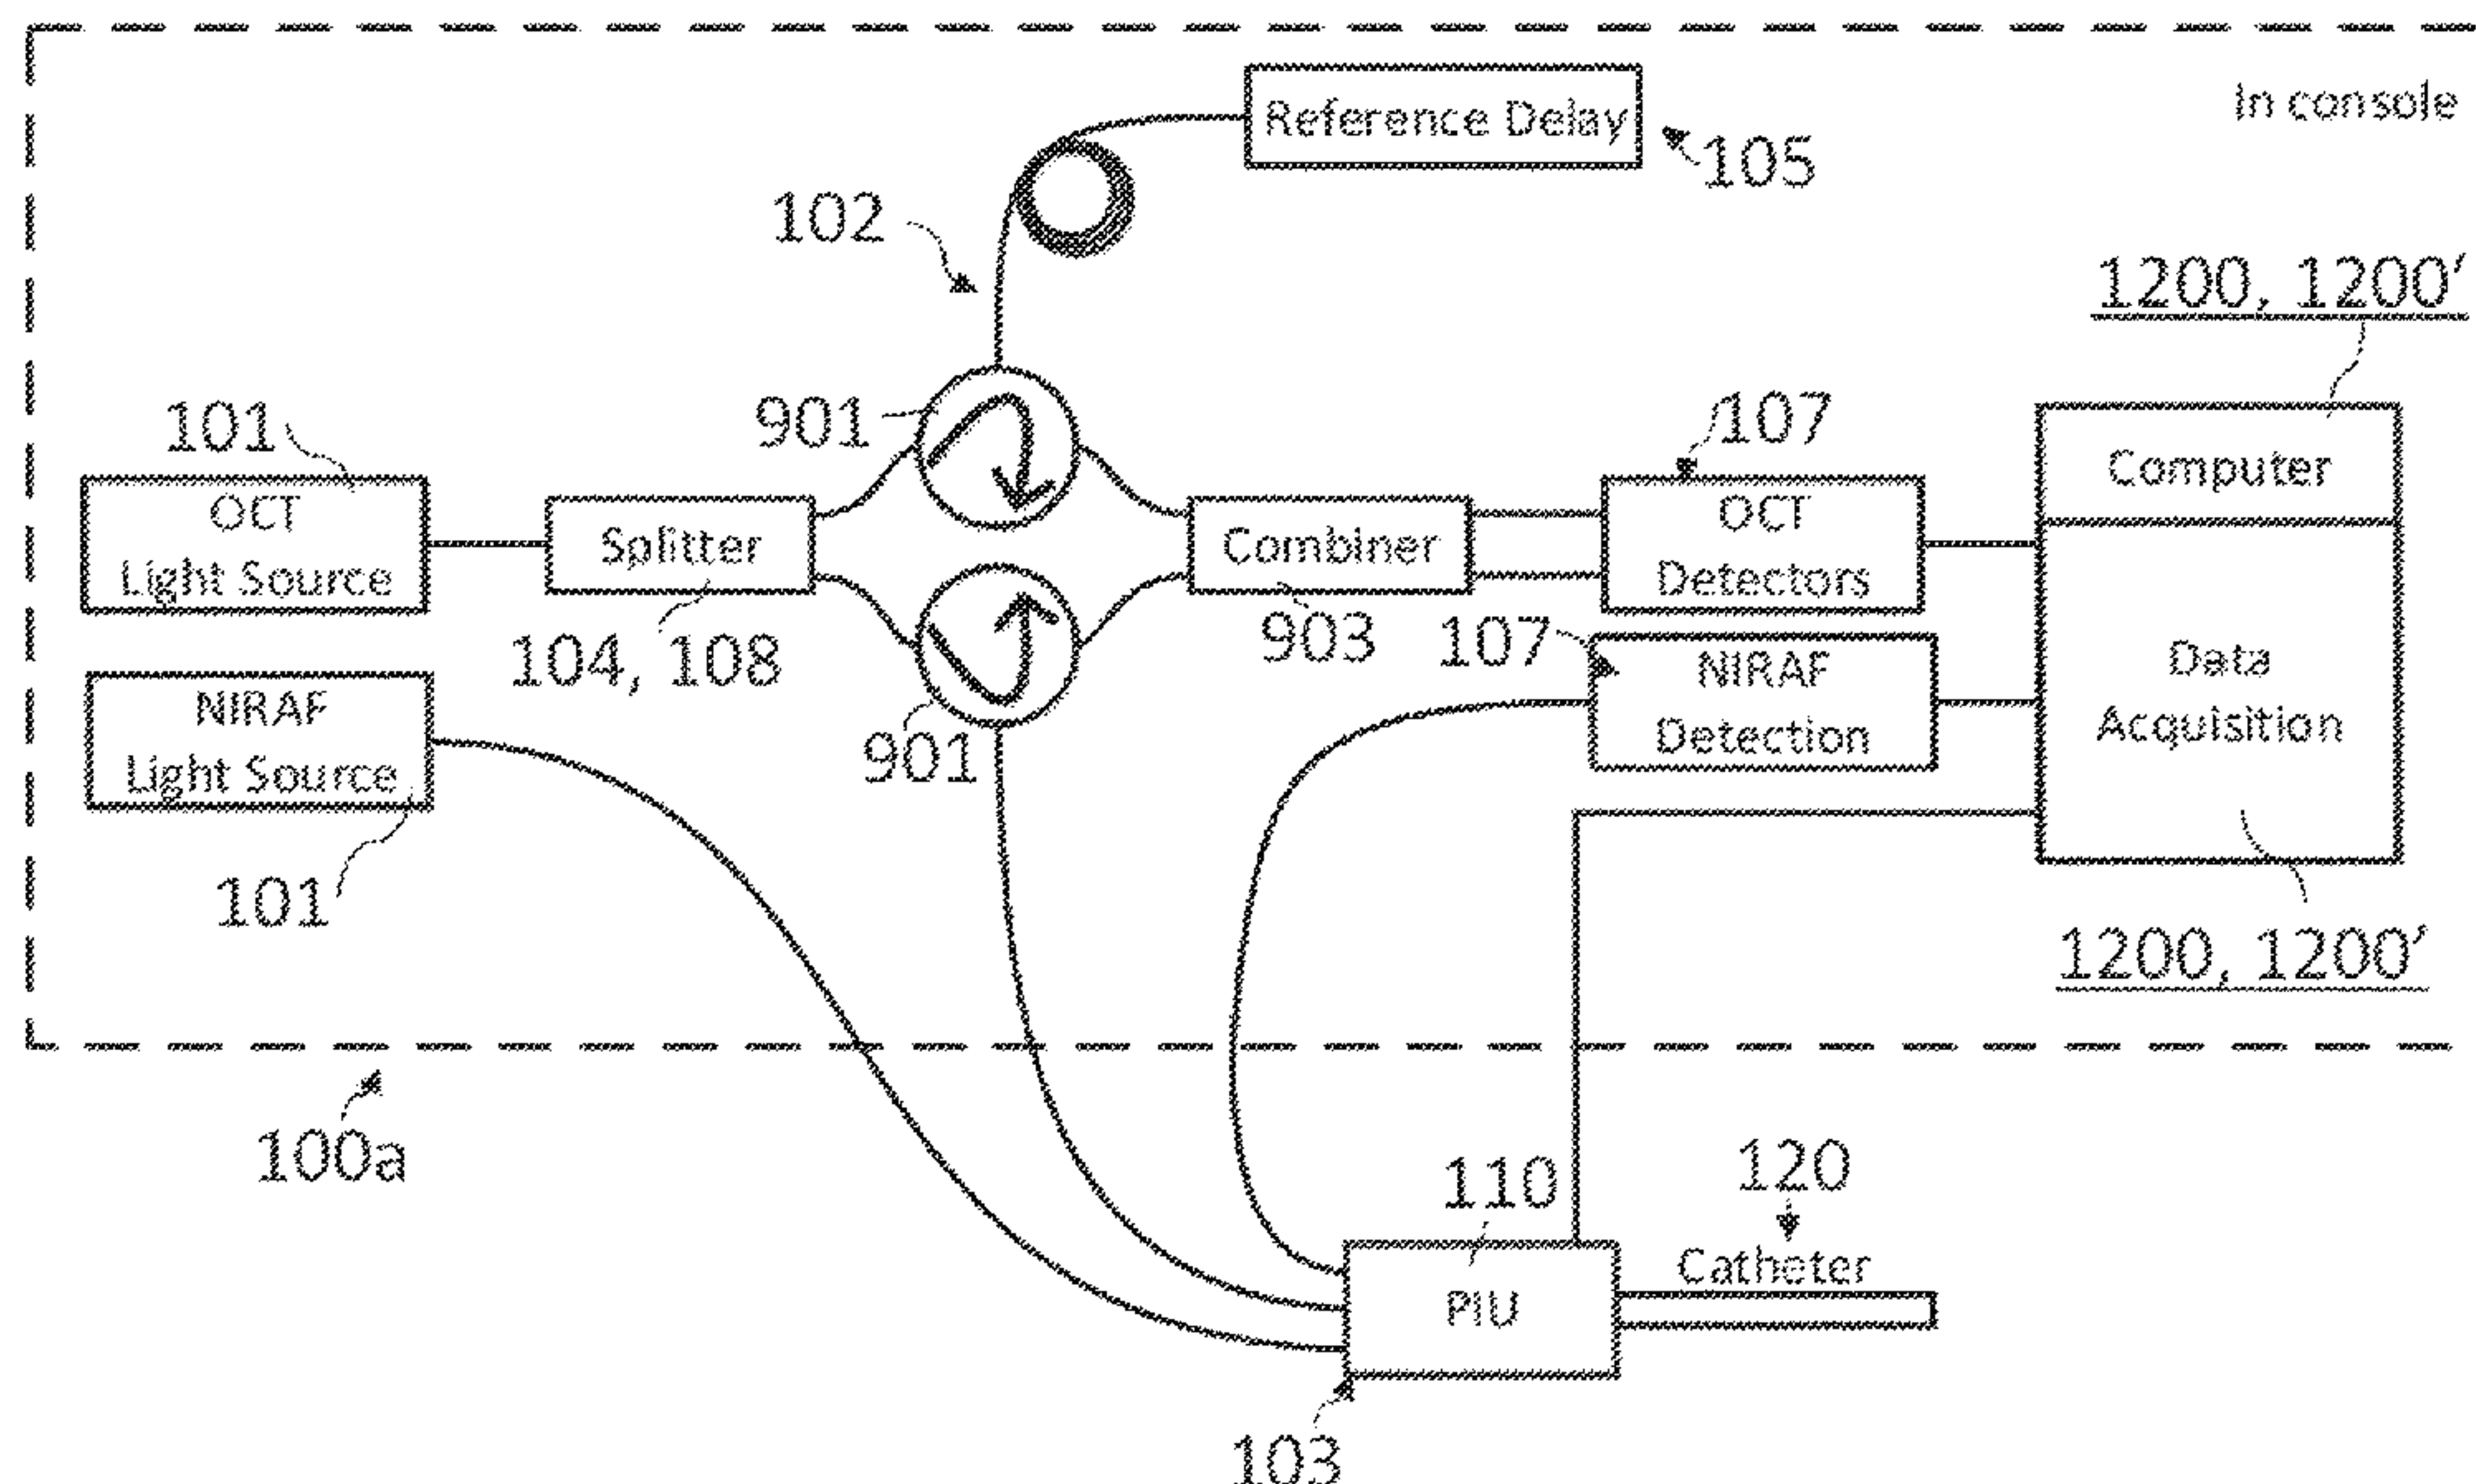 In console
Reference Delay
105
102
1200, 1200'
901
107
101
Computer
OCT
Light Source
Splitter
Combiner
OCT
Detectors
104, 108
903
107
Data
Acquisition
NIRAF
Light Source
901
NIRAF
Detection
101
1200, 1200'
100a
110
120
Catheter
PIU
103